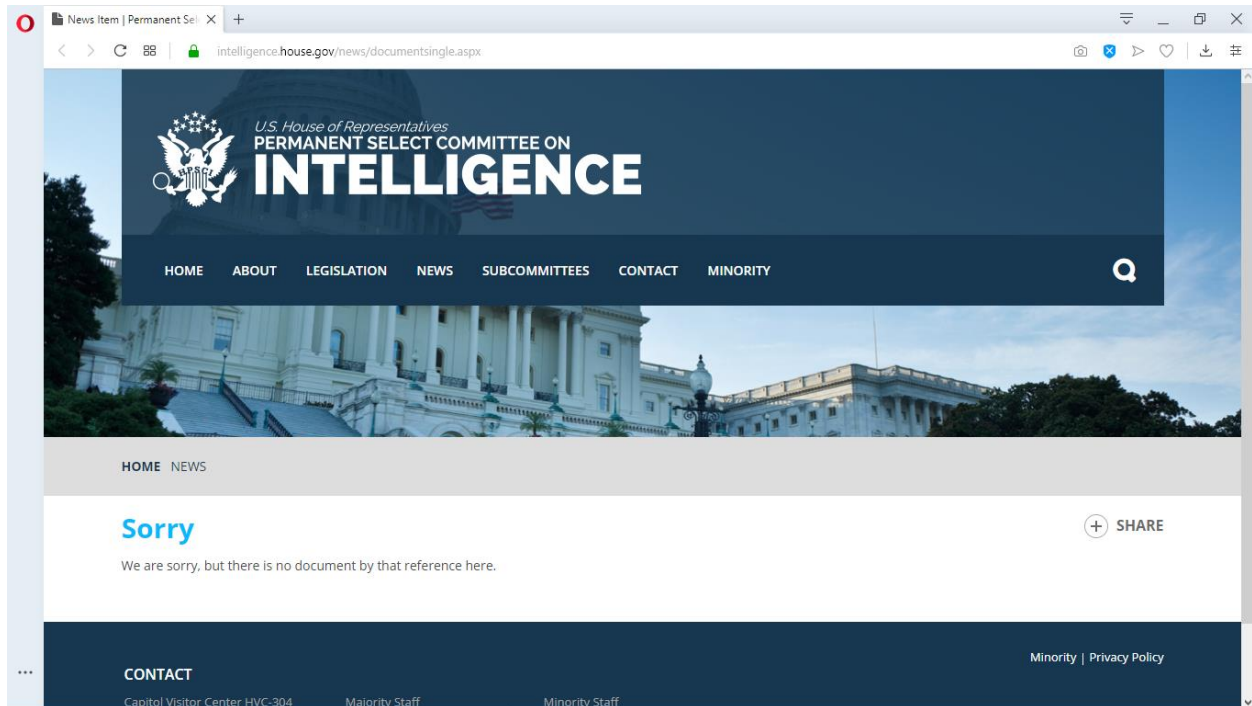 News Item | Permanent Sel
intelligence.house.gov/news/documentsingle.aspx
U.S. House of Representatives
PERMANENT SELECT COMMITTEE ON
INTELLIGENCE
HPSCI
HOME ABOUT LEGISLATION NEWS SUBCOMMITTEES CONTACT MINORITY
HOME NEWS
Sorry
SHARE
We are sorry, but there is no document by that reference here.
Minority | Privacy Policy
CONTACT
Capitol Visitor Center HVC-304 Majority Staff Minority Staff